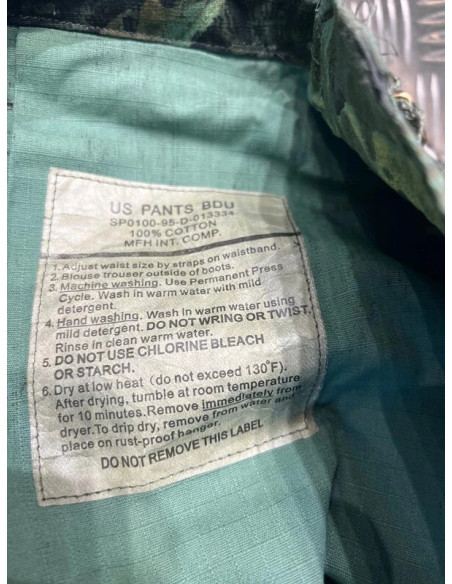 US PANTS BDU
SP0100-95-D-013334
100% COTTON
MFH INT. COMP.
1. Adjust waist size by straps on waistband.
2. Blouse trouser outside of boots.
3. Machine washing. Use Permanent Press
Cycle. Wash in warm water with mild
detergent.
4. Hand washing. Wash in warm water using
mild detergent. DO NOT WRING OR TWIST.
Rinse in clean warm water.
5. DO NOT USE CHLORINE BLEACH
OR STARCH.
6. Dry at low heat (do not exceed 130°F).
After drying, tumble at room temperature
for 10 minutes.Remove immediately from
dryer.To drip dry, remove from water and
place on rust-proof hanger.
DO NOT REMOVE THIS LABEL